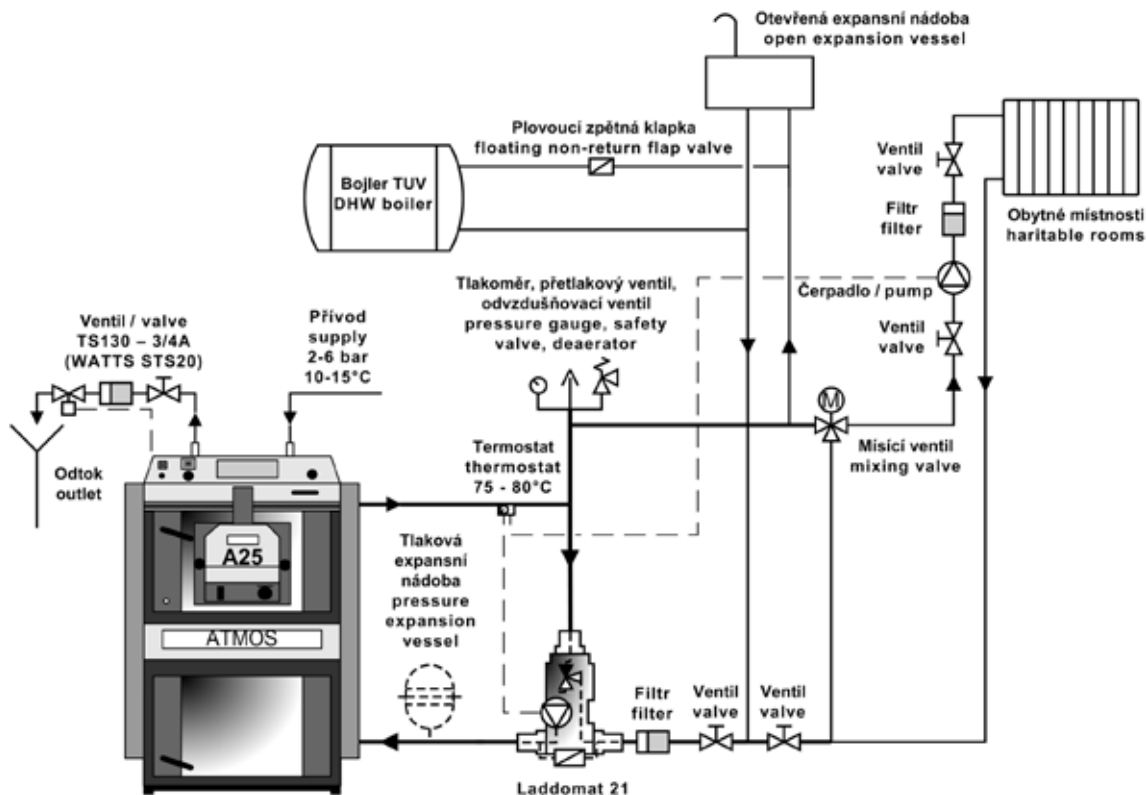 Otevřená expansní nádoba
open expansion vessel
Plovoucí zpětná klapka
floating non-return flap valve
Bojler TUV
DHW boiler
Ventil
valve
Filtr
filter
Obytné místnosti
haritable rooms
Tlakoměr, přetlakový ventil,
odvzdušňovací ventil
pressure gauge, safety
valve, deaerator
Čerpadlo / pump
Ventil
valve
Ventil / valve
TS130 – 3/4A
(WATTS STS20)
Přívod
supply
2-6 bar
10-15°C
M
Mísící ventil
mixing valve
Odtok
outlet
Termostat
thermostat
75 - 80°C
A25
ATMOS
Tlaková
expansní
nádoba
pressure
expansion
vessel
Filtr
filter
Ventil
valve
Ventil
valve
Laddomat 21